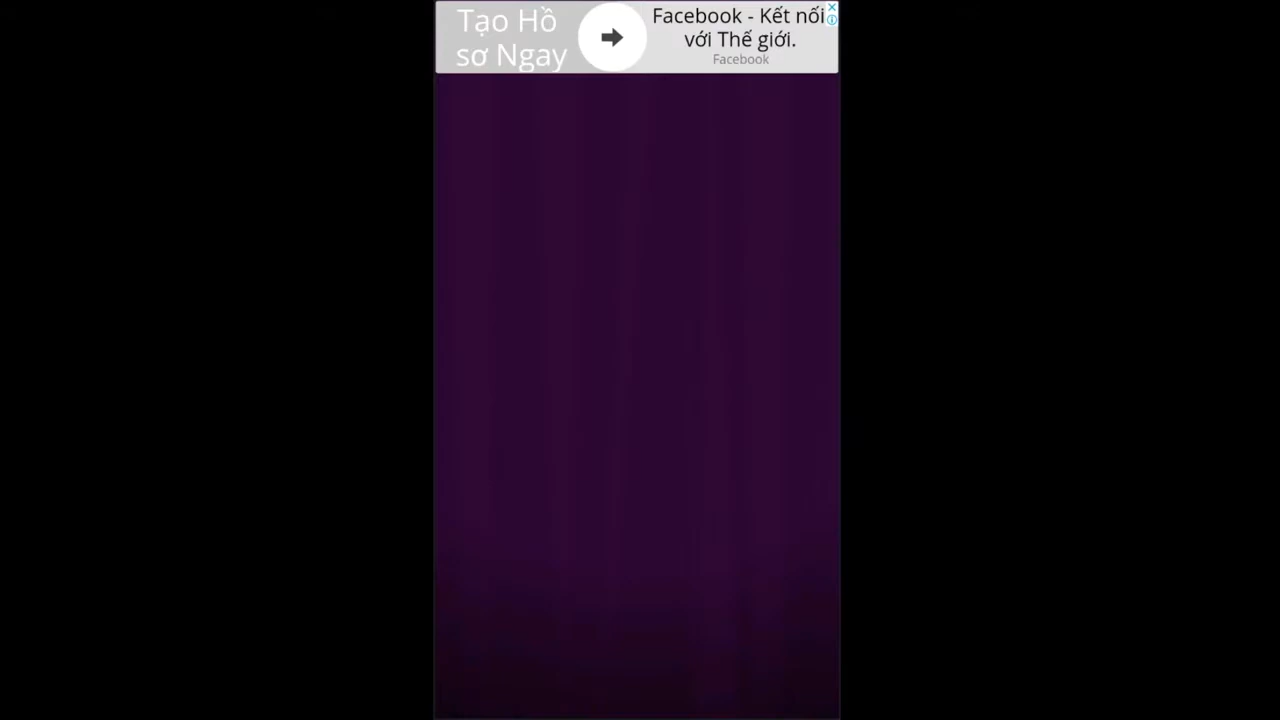 Tạo Hồ
sơ Ngay
Facebook - Kết nối
với Thế giới.
Facebook